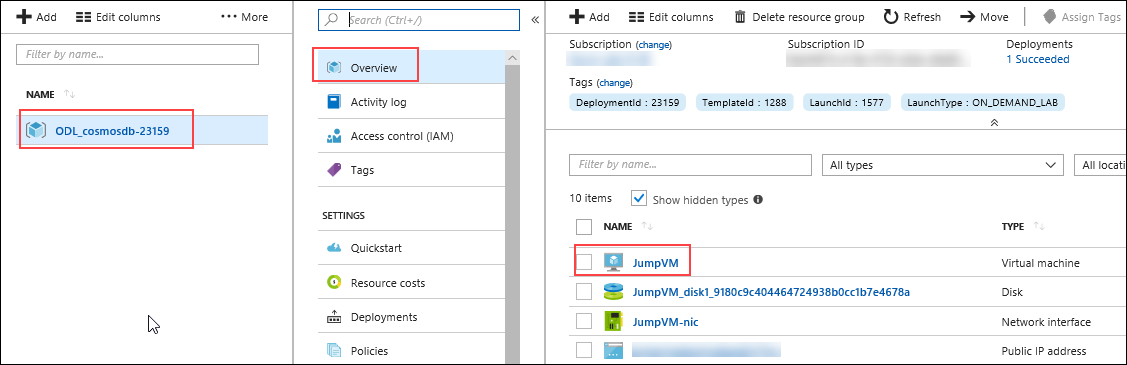 Add
Edit columns
More
Filter by name...
NAME
ODL_cosmosdb-23159
Search (Ctrl+/)
Overview
Activity log
Access control (IAM)
Tags
SETTINGS
Quickstart
Resource costs
Deployments
Policies
Add
Edit columns
Delete resource group
Refresh
Move
Assign Tags
Subscription (change)
Subscription ID
Deployments
1 Succeeded
Tags (change)
DeploymentId : 23159
TemplateId : 1288
LaunchId : 1577
LaunchType : ON_DEMAND_LAB
Filter by name...
All types
All locati
10 items
Show hidden types
NAME
TYPE
JumpVM
Virtual machine
JumpVM_disk1_9180c9c404464724938b0cc1b7e4678a
Disk
JumpVM-nic
Network interface
Public IP address